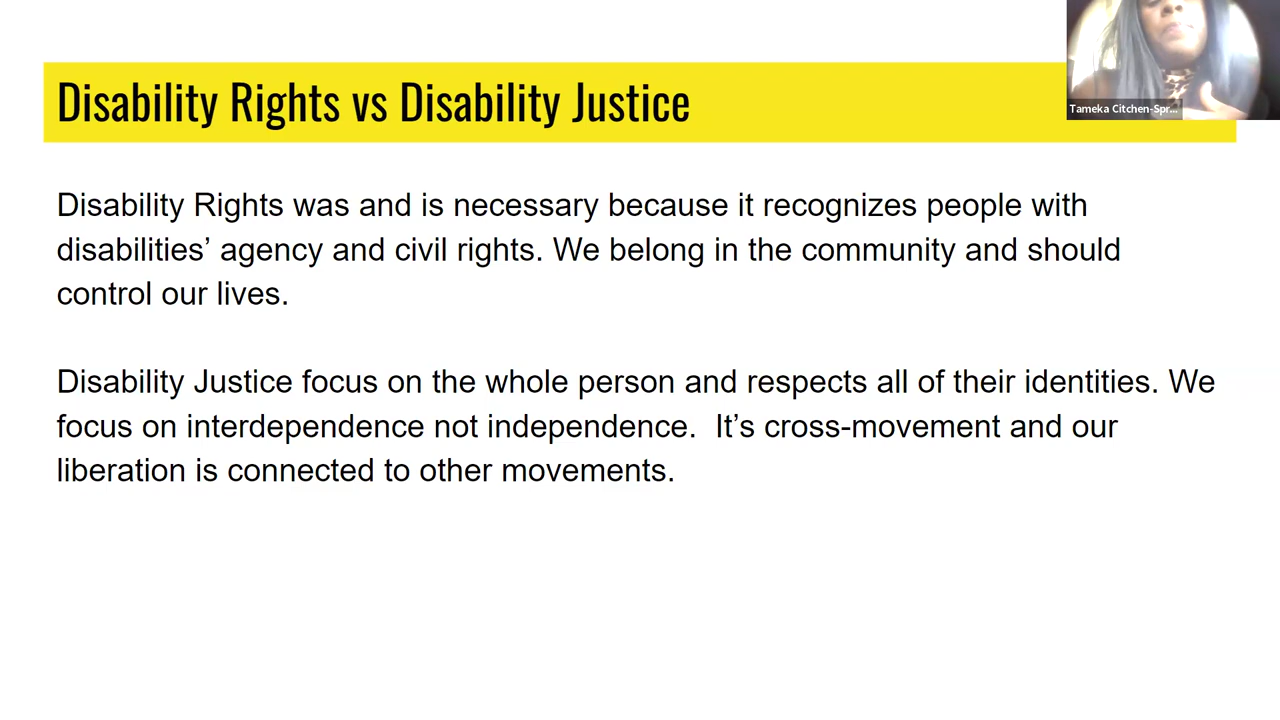 Disability Rights vs Disability Justice
Tameka Citchen-Spr...
Disability Rights was and is necessary because it recognizes people with
disabilities’ agency and civil rights. We belong in the community and should
control our lives.
Disability Justice focus on the whole person and respects all of their identities. We
focus on interdependence not independence.  It’s cross-movement and our
liberation is connected to other movements.